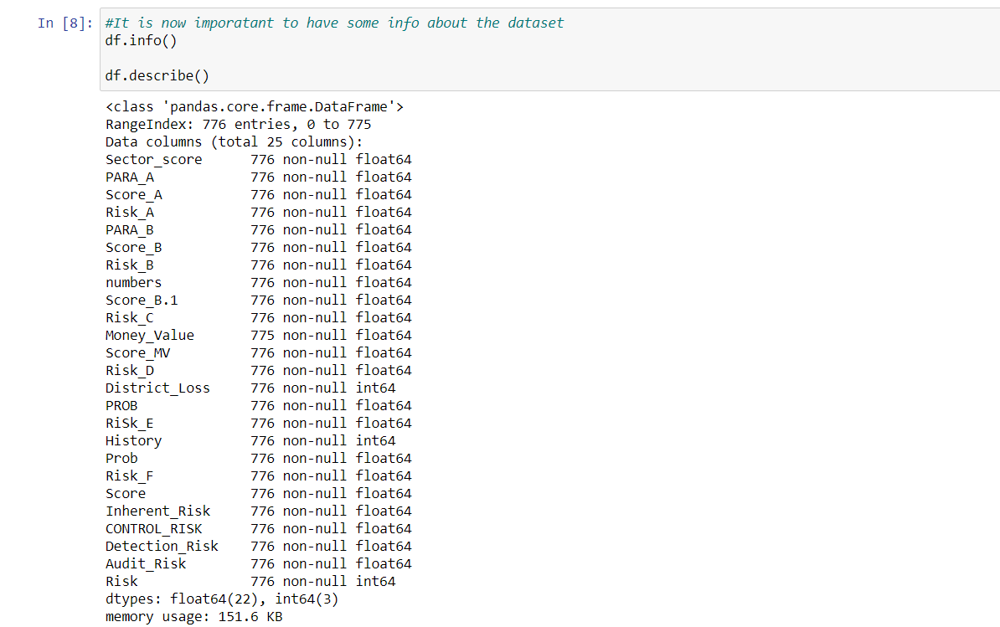 In [8]: #It is now imporatant to have some info about the dataset
df.info()
df.describe()
<class 'pandas.core.frame.DataFrame'>
RangeIndex: 776 entries, 0 to 775
Data columns (total 25 columns):
Sector_score 776 non-null float64
PARA_A 776 non-null float64
Score_A 776 non-null float64
Risk_A 776 non-null float64
PARA_B 776 non-null float64
Score_B 776 non-null float64
Risk_B 776 non-null float64
numbers 776 non-null float64
Score_B.1 776 non-null float64
Risk_C 776 non-null float64
Money_Value 775 non-null float64
Score_MV 776 non-null float64
Risk_D 776 non-null float64
District_Loss 776 non-null int64
PROB 776 non-null float64
RiSk_E 776 non-null float64
History 776 non-null int64
Prob 776 non-null float64
Risk_F 776 non-null float64
Score 776 non-null float64
Inherent_Risk 776 non-null float64
CONTROL_RISK 776 non-null float64
Detection_Risk 776 non-null float64
Audit_Risk 776 non-null float64
Risk 776 non-null int64
dtypes: float64(22), int64(3)
memory usage: 151.6 KB